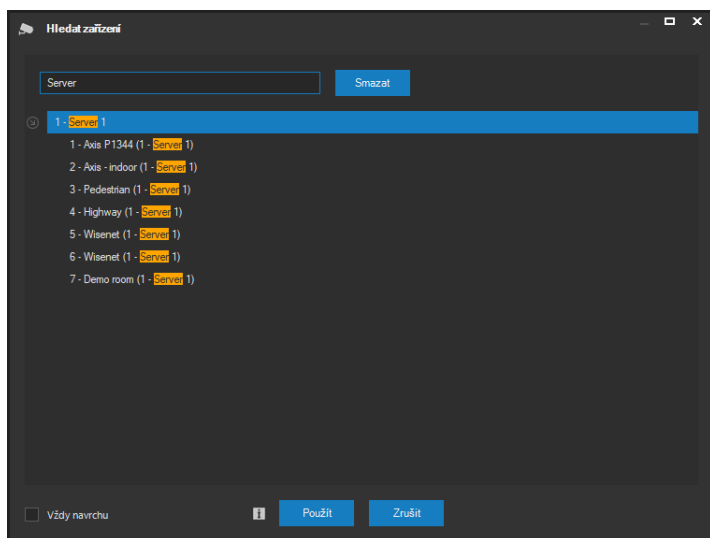 Hledat zařízení
Server
Smazat
1 - Server 1
1 - Axis P1344 (1 - Server 1)
2 - Axis - indoor (1 - Server 1)
3 - Pedestrian (1 - Server 1)
4 - Highway (1 - Server 1)
5 - Wisenet (1 - Server 1)
6 - Wisenet (1 - Server 1)
7 - Demo room (1 - Server 1)
Vždy navrchu
Použít
Zrušit